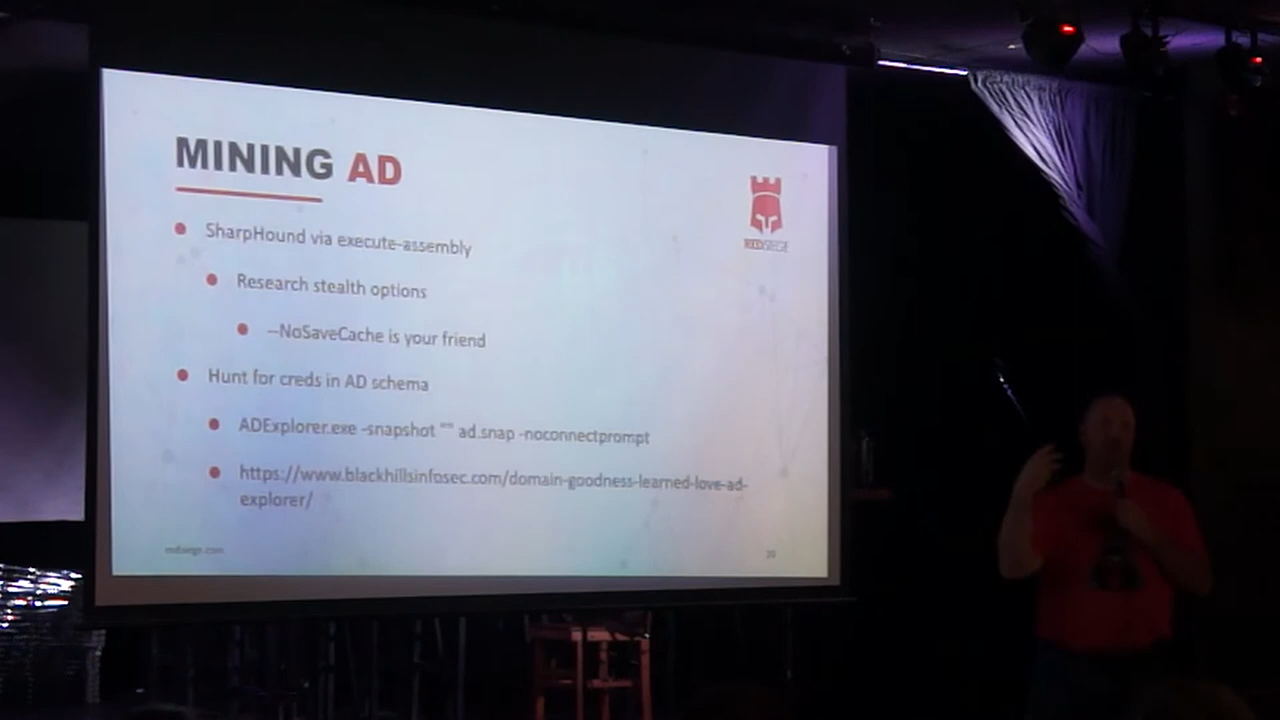 MINING AD
SharpHound via execute-assembly
REDSIEGE
Research stealth options
--NoSaveCache is your friend
Hunt for creds in AD schema
ADExplorer.exe -snapshot "" ad.snap -noconnectprompt
https://www.blackhillsinfosec.com/domain-goodness-learned-love-ad-
explorer/
redsiege.com